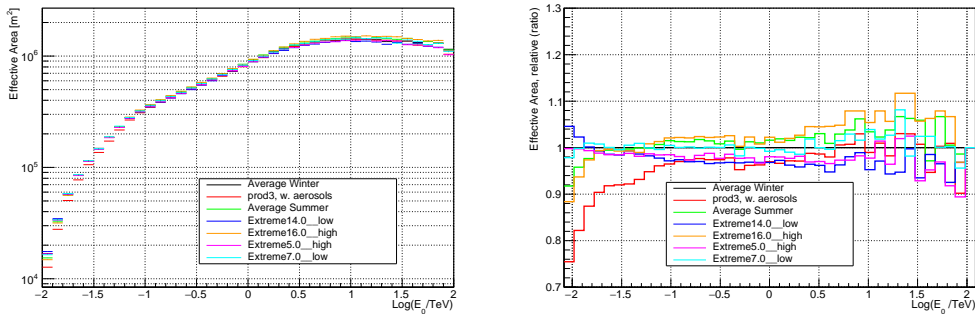 Effective Area [m²]
10⁶
10⁵
10⁴
Average Winter
prod3, w. aerosols
Average Summer
Extreme14.0__low
Extreme16.0__high
Extreme5.0__high
Extreme7.0__low
−2 −1.5 −1 −0.5 0 0.5 1 1.5 2
Log(E₀/TeV)
Effective Area, relative (ratio)
1.3
1.2
1.1
1
0.9
0.8
0.7
Average Winter
prod3, w. aerosols
Average Summer
Extreme14.0__low
Extreme16.0__high
Extreme5.0__high
Extreme7.0__low
−2 −1.5 −1 −0.5 0 0.5 1 1.5 2
Log(E₀/TeV)